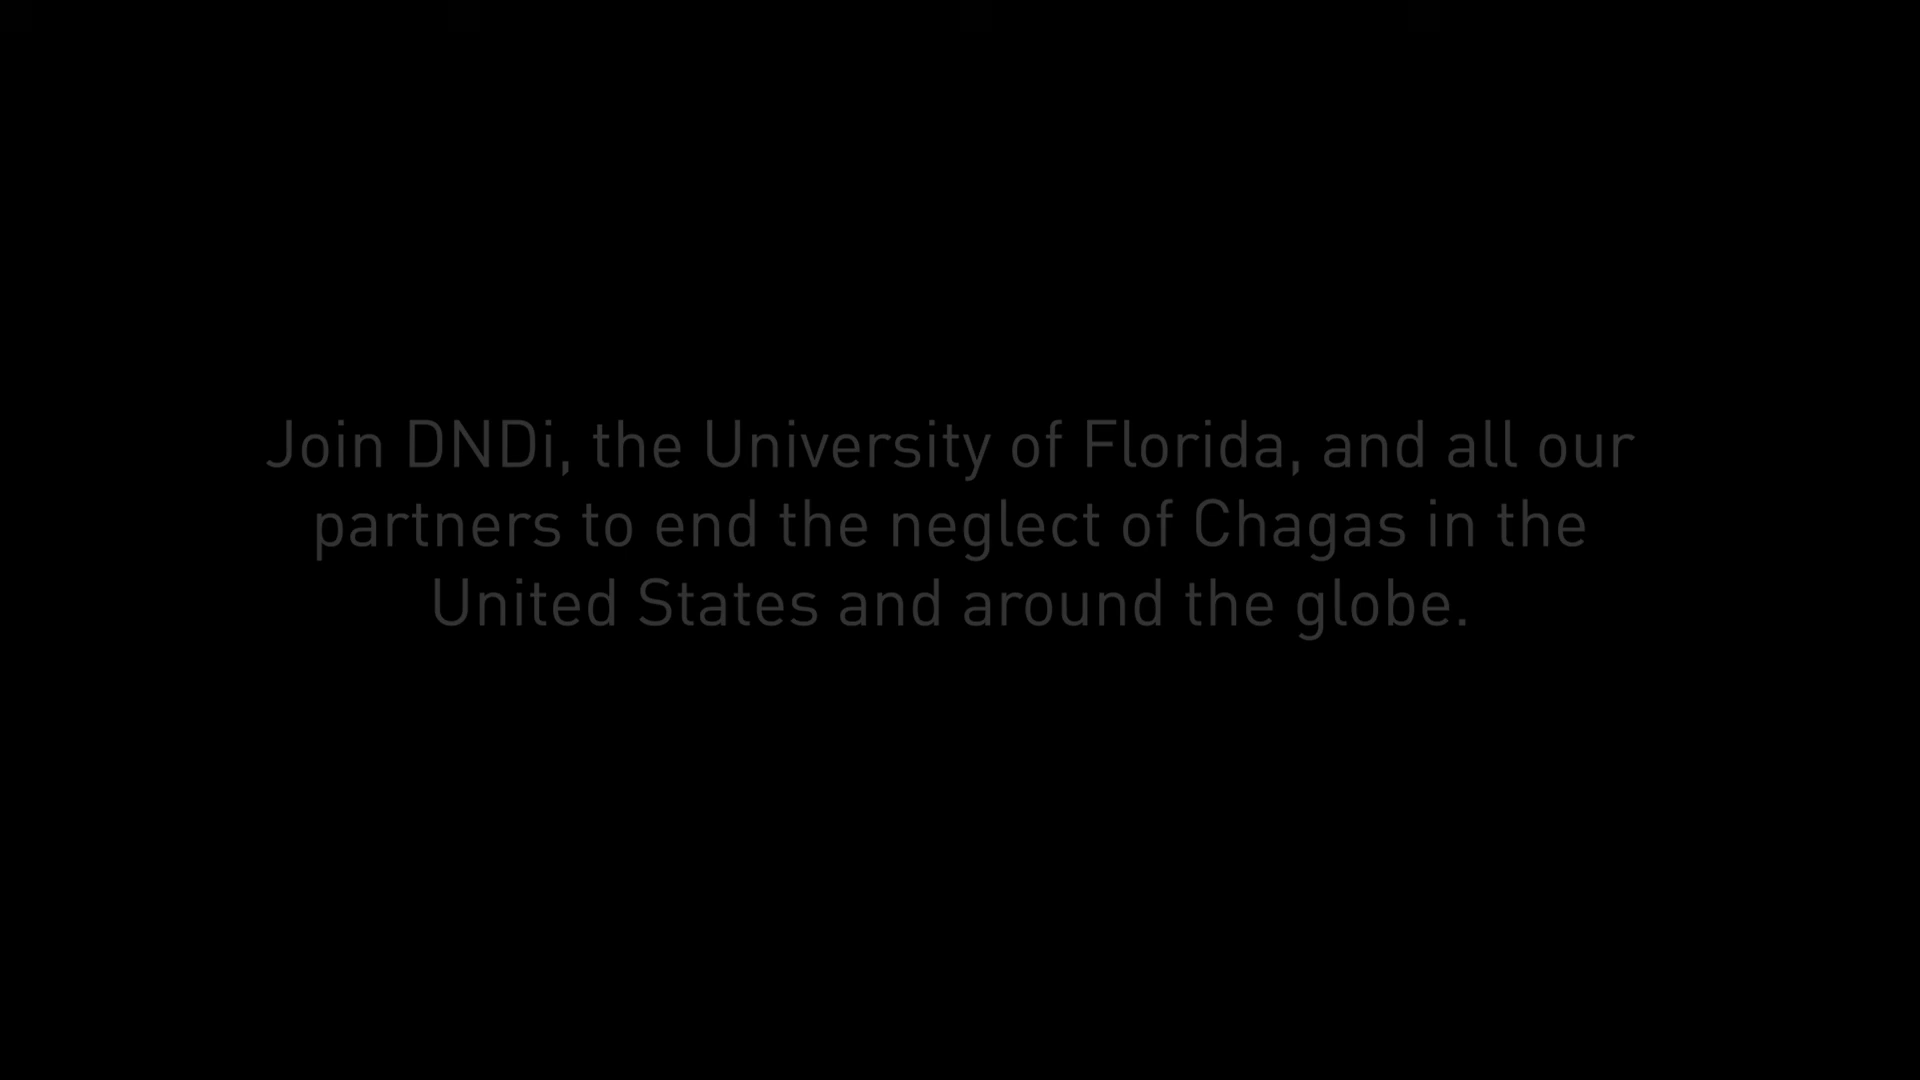 Join DNDi, the University of Florida, and all our
partners to end the neglect of Chagas in the
United States and around the globe.